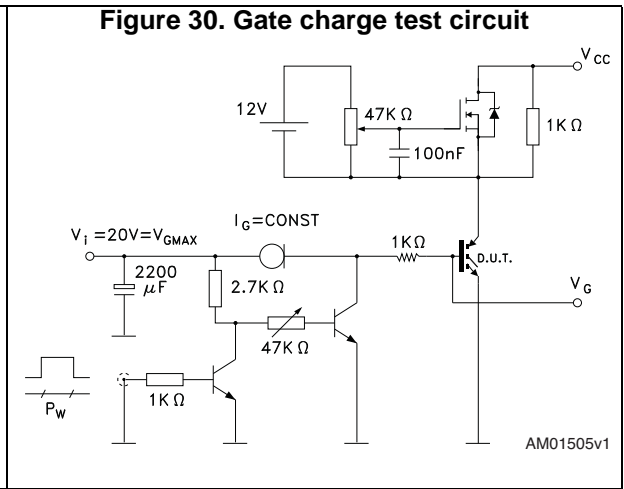 Figure 30. Gate charge test circuit
V CC
12V
47K Ω
1K Ω
100nF
I G=CONST
V i =20V=V GMAX
1K Ω
D.U.T.
2200
μF
2.7K Ω
V G
47K Ω
1K Ω
P W
AM01505v1